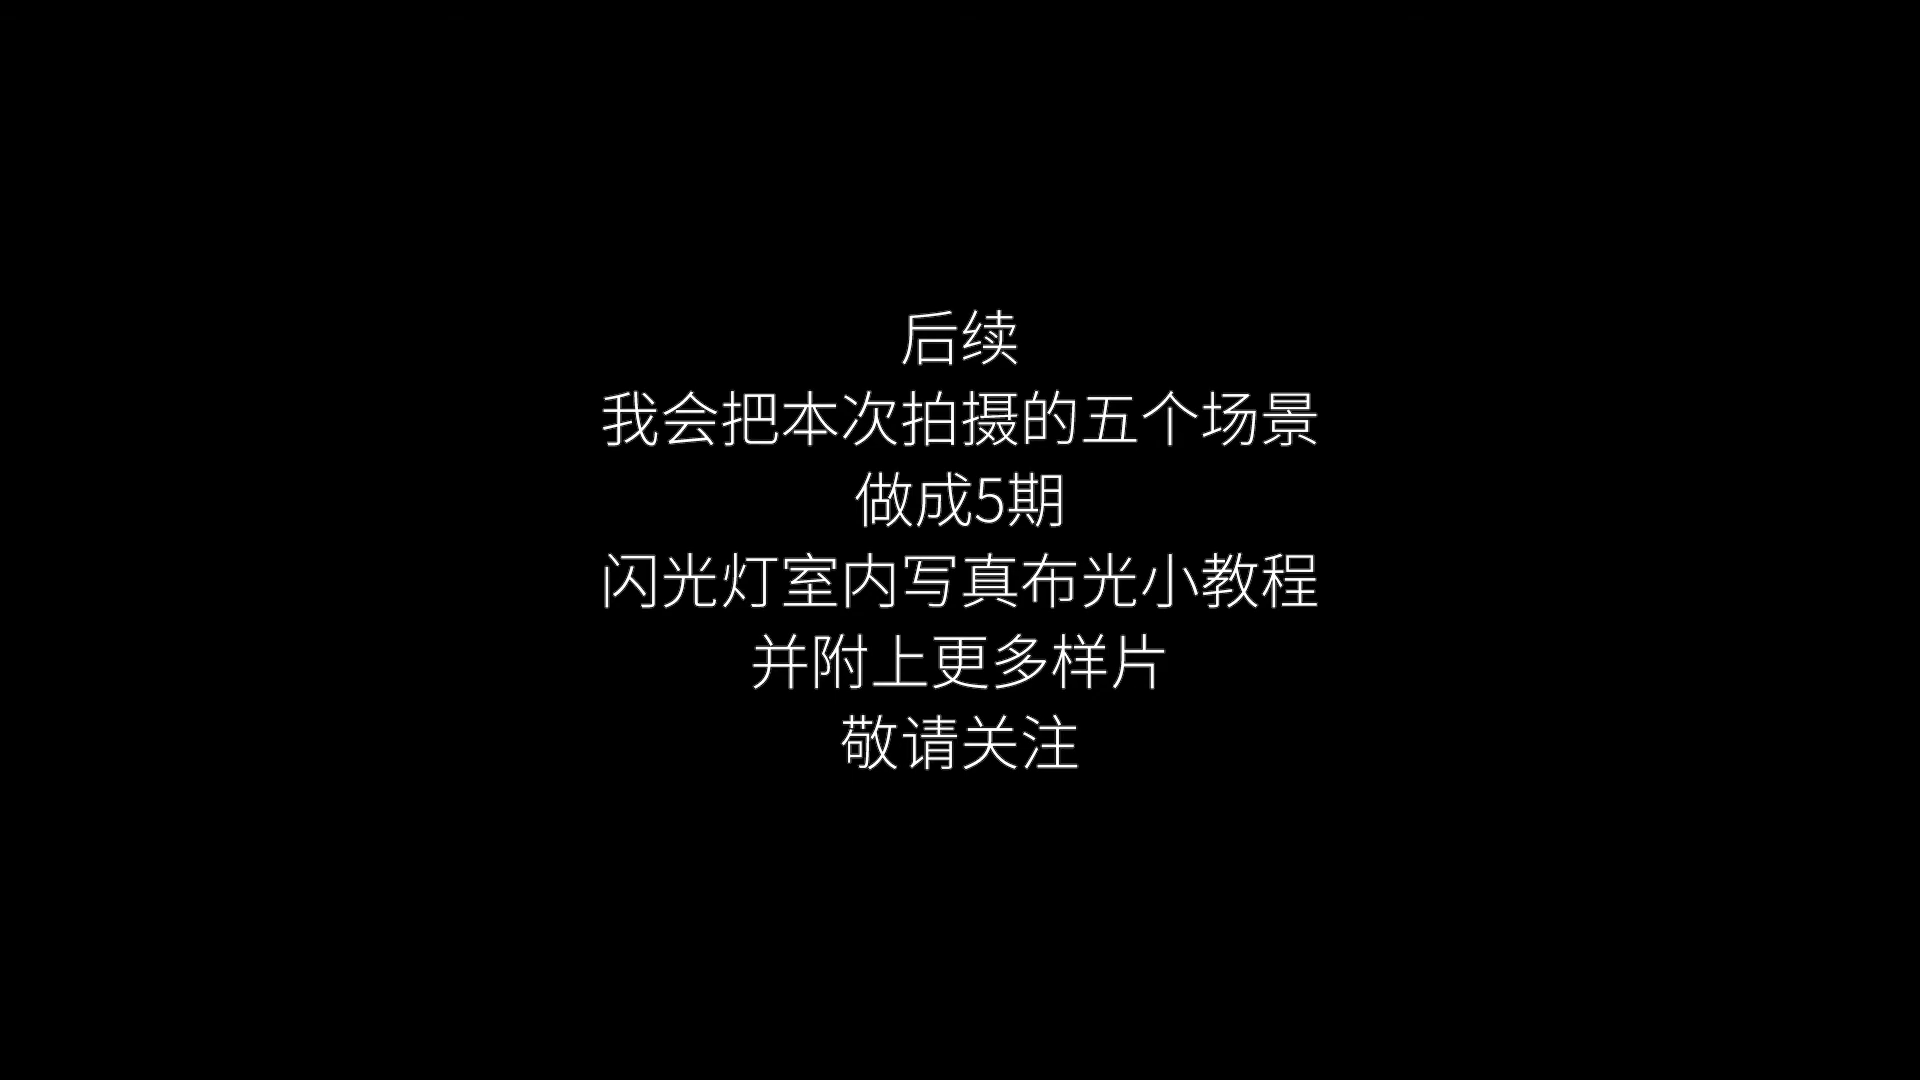 后续
我会把本次拍摄的五个场景
做成5期
闪光灯室内写真布光小教程
并附上更多样片
敬请关注